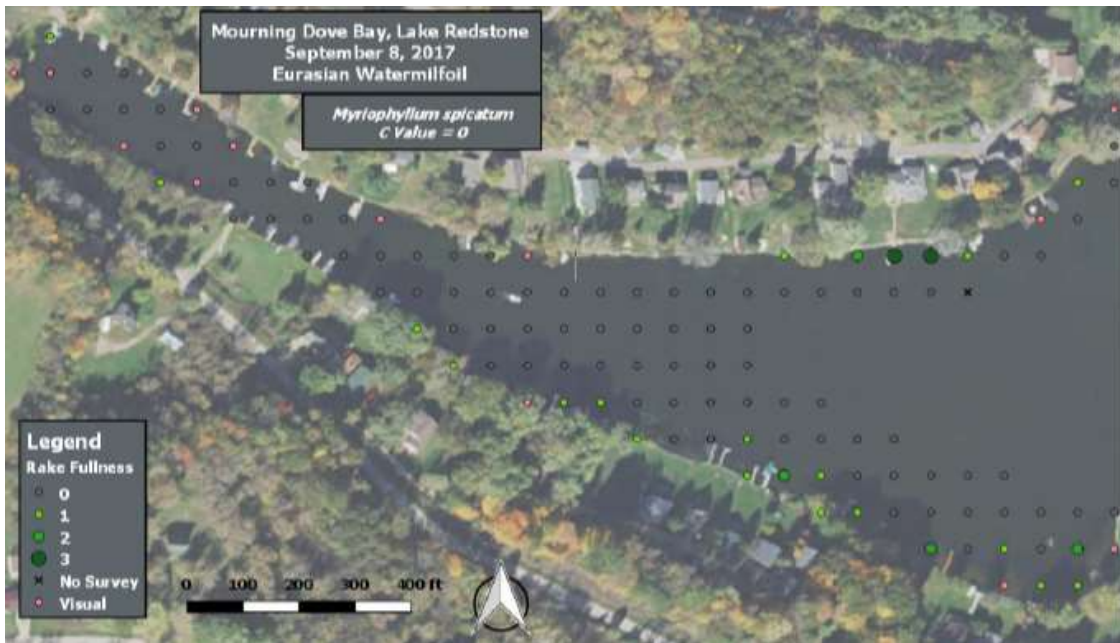 Mourning Dove Bay, Lake Redstone
September 8, 2017
Eurasian Watermilfoil
Myriophyllum spicatum
C Value = 0
Legend
Rake Fullness
0
1
2
3
No Survey
Visual
0 100 200 300 400 ft